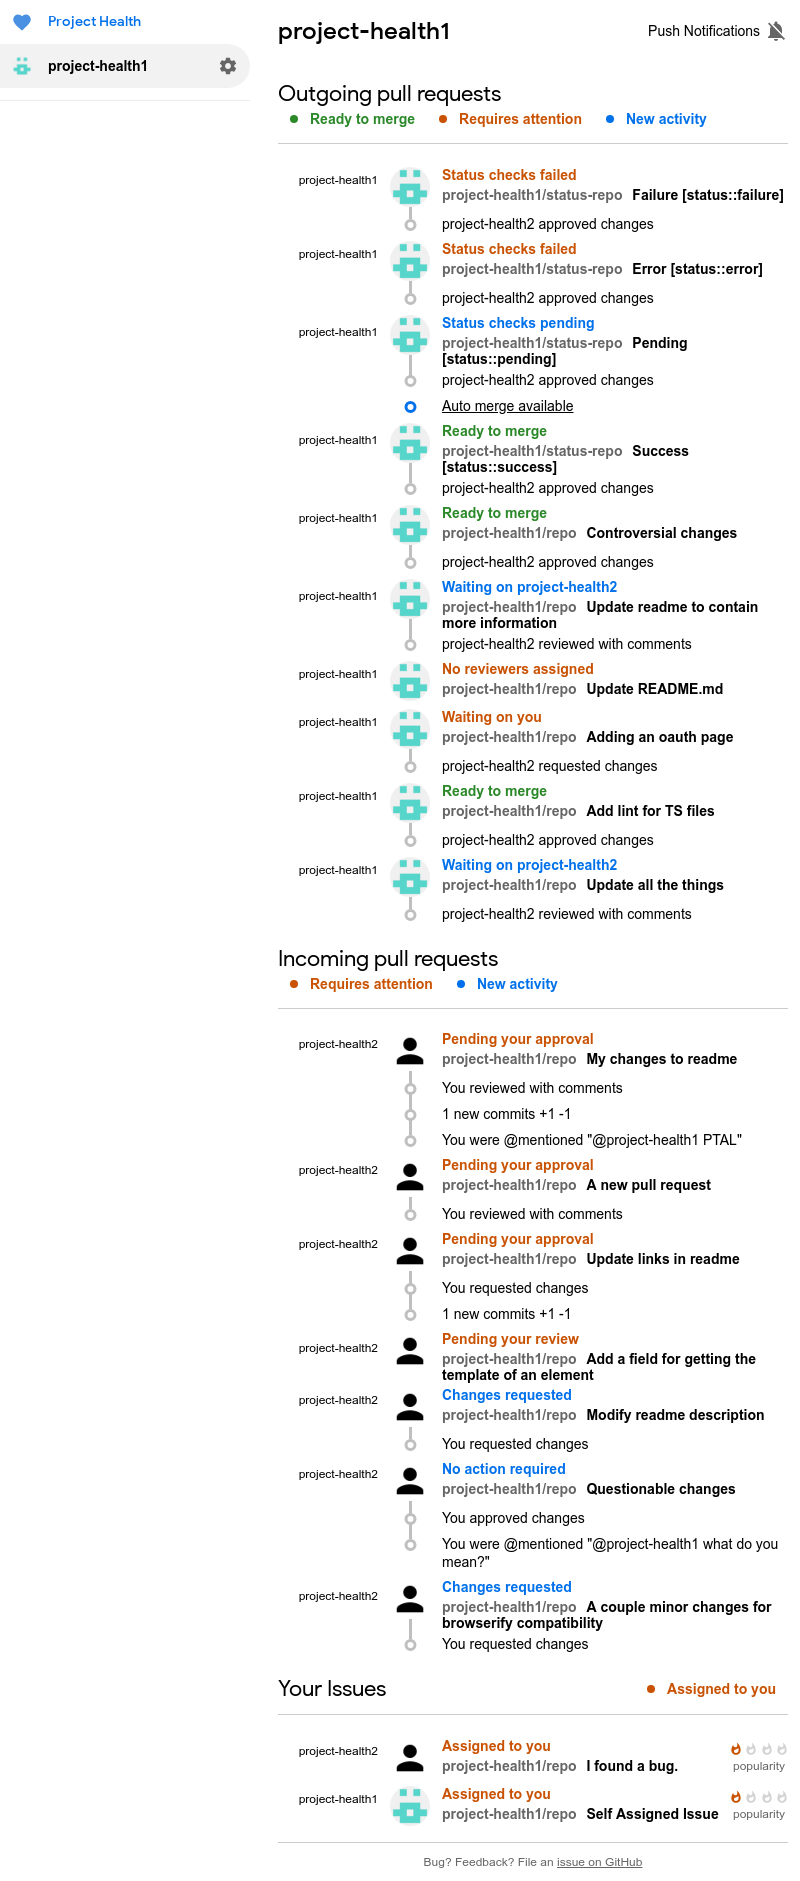 Project Health
project-health1
project-health1
Push Notifications
Outgoing pull requests
Ready to merge
Requires attention
New activity
project-health1
Status checks failed
project-health1/status-repo Failure [status::failure]
project-health2 approved changes
project-health1
Status checks failed
project-health1/status-repo Error [status::error]
project-health2 approved changes
project-health1
Status checks pending
project-health1/status-repo Pending
[status::pending]
project-health2 approved changes
Auto merge available
project-health1
Ready to merge
project-health1/status-repo Success
[status::success]
project-health2 approved changes
project-health1
Ready to merge
project-health1/repo Controversial changes
project-health2 approved changes
project-health1
Waiting on project-health2
project-health1/repo Update readme to contain
more information
project-health2 reviewed with comments
project-health1
No reviewers assigned
project-health1/repo Update README.md
project-health1
Waiting on you
project-health1/repo Adding an oauth page
project-health2 requested changes
project-health1
Ready to merge
project-health1/repo Add lint for TS files
project-health2 approved changes
project-health1
Waiting on project-health2
project-health1/repo Update all the things
project-health2 reviewed with comments
Incoming pull requests
Requires attention
New activity
project-health2
Pending your approval
project-health1/repo My changes to readme
You reviewed with comments
1 new commits +1 -1
You were @mentioned "@project-health1 PTAL"
project-health2
Pending your approval
project-health1/repo A new pull request
You reviewed with comments
project-health2
Pending your approval
project-health1/repo Update links in readme
You requested changes
1 new commits +1 -1
project-health2
Pending your review
project-health1/repo Add a field for getting the
template of an element
project-health2
Changes requested
project-health1/repo Modify readme description
You requested changes
project-health2
No action required
project-health1/repo Questionable changes
You approved changes
You were @mentioned "@project-health1 what do you
mean?"
project-health2
Changes requested
project-health1/repo A couple minor changes for
browserify compatibility
You requested changes
Your Issues
Assigned to you
project-health2
Assigned to you
project-health1/repo I found a bug.
popularity
project-health1
Assigned to you
project-health1/repo Self Assigned Issue
popularity
Bug? Feedback? File an issue on GitHub